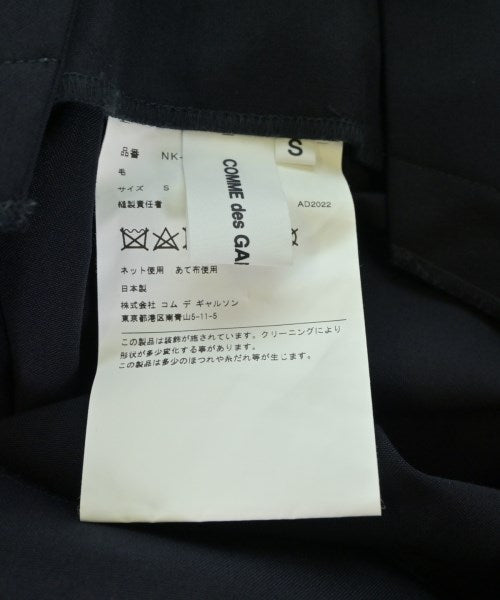 品番 NK-
S
毛
サイズ S
縫製責任者
AD2022
COMME des GA
ネット使用 あて布使用
日本製
株式会社 コム デ ギャルソン
東京都港区南青山5-11-5
この製品は装飾が施されています。クリーニングにより
形状が多少変化する事があります。
この製品は多少のほつれや糸だれ等が生じます。